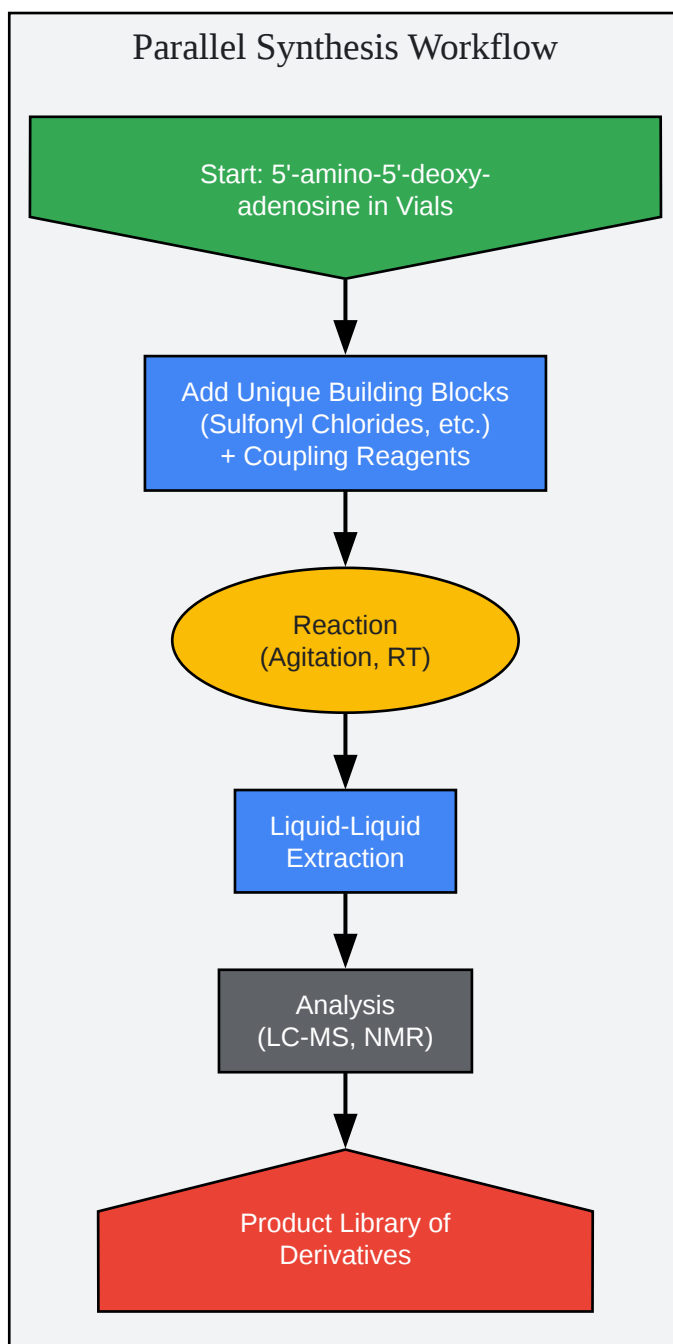 Parallel Synthesis Workflow
Start: 5'-amino-5'-deoxy-
adenosine in Vials
Add Unique Building Blocks
(Sulfonyl Chlorides, etc.)
+ Coupling Reagents
Reaction
(Agitation, RT)
Liquid-Liquid
Extraction
Analysis
(LC-MS, NMR)
Product Library of
Derivatives